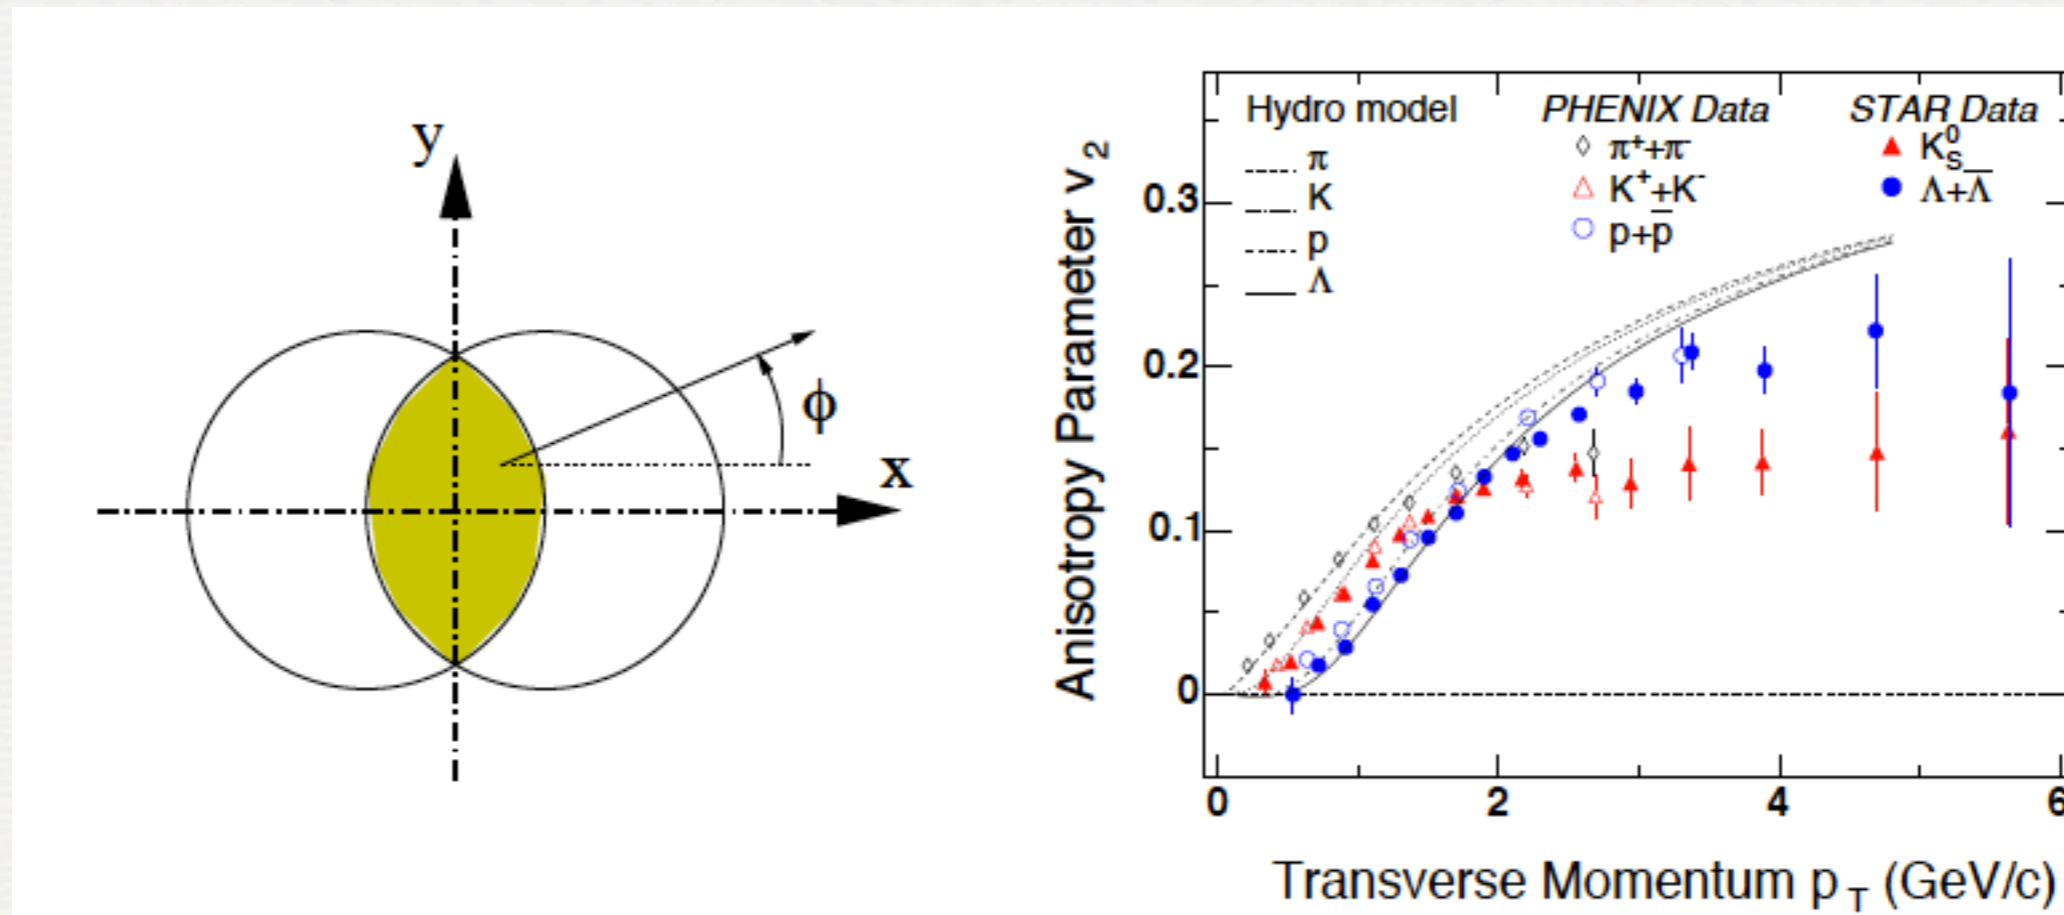 y
ϕ
x
Hydro model
π
K
p
Λ
PHENIX Data
π⁺+π⁻
K⁺+K⁻
p+p̅
STAR Data
K⁰S
Λ+Λ̅
Anisotropy Parameter v₂
0.3
0.2
0.1
0
0 2 4 6
Transverse Momentum p T (GeV/c)